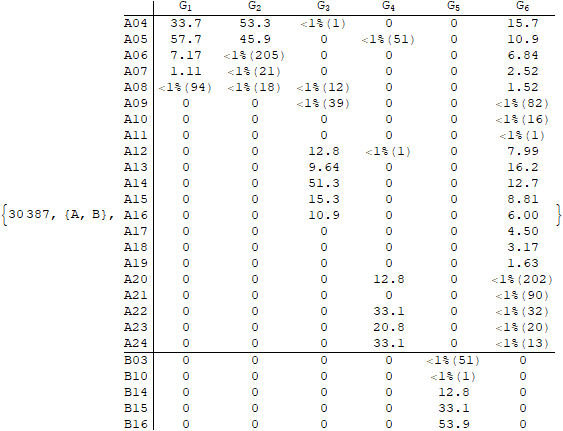 G₁ G₂ G₃ G₄ G₅ G₆
A04 33.7 53.3 <1%(1) 0 0 15.7
A05 57.7 45.9 0 <1%(51) 0 10.9
A06 7.17 <1%(205) 0 0 0 6.84
A07 1.11 <1%(21) 0 0 0 2.52
A08 <1%(94) <1%(18) <1%(12) 0 0 1.52
A09 0 0 <1%(39) 0 0 <1%(82)
A10 0 0 0 0 0 <1%(16)
A11 0 0 0 0 0 <1%(1)
A12 0 0 12.8 <1%(1) 0 7.99
A13 0 0 9.64 0 0 16.2
A14 0 0 51.3 0 0 12.7
A15 0 0 15.3 0 0 8.81
{30387, {A, B}, A16 0 0 10.9 0 0 6.00 }
A17 0 0 0 0 0 4.50
A18 0 0 0 0 0 3.17
A19 0 0 0 0 0 1.63
A20 0 0 0 12.8 0 <1%(202)
A21 0 0 0 0 0 <1%(90)
A22 0 0 0 33.1 0 <1%(32)
A23 0 0 0 20.8 0 <1%(20)
A24 0 0 0 33.1 0 <1%(13)
B03 0 0 0 0 <1%(51) 0
B10 0 0 0 0 <1%(1) 0
B14 0 0 0 0 12.8 0
B15 0 0 0 0 33.1 0
B16 0 0 0 0 53.9 0